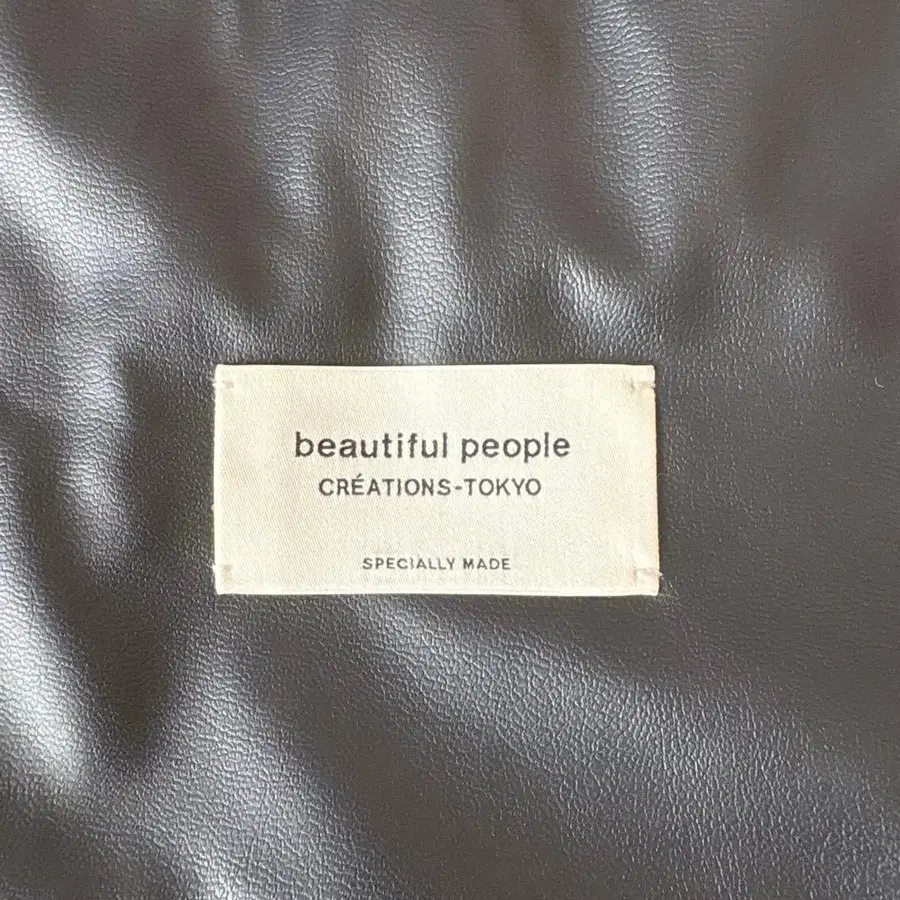 beautiful people
CRÉATIONS-TOKYO
SPECIALLY MADE